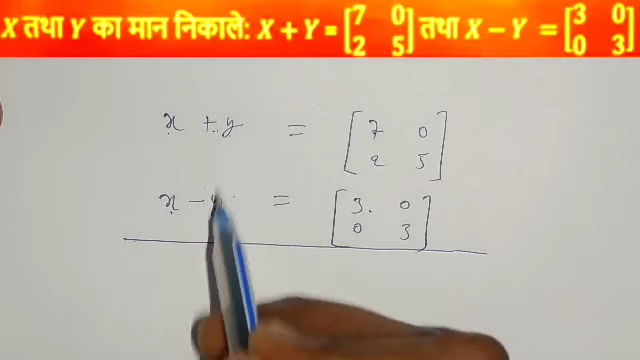 X तथा Y का मान निकाले: X + Y = [7 0 2 5] तथा X − Y = [3 0 0 3]
x + y = [7 0
2 5]
x − y = [3. 0
0 3]